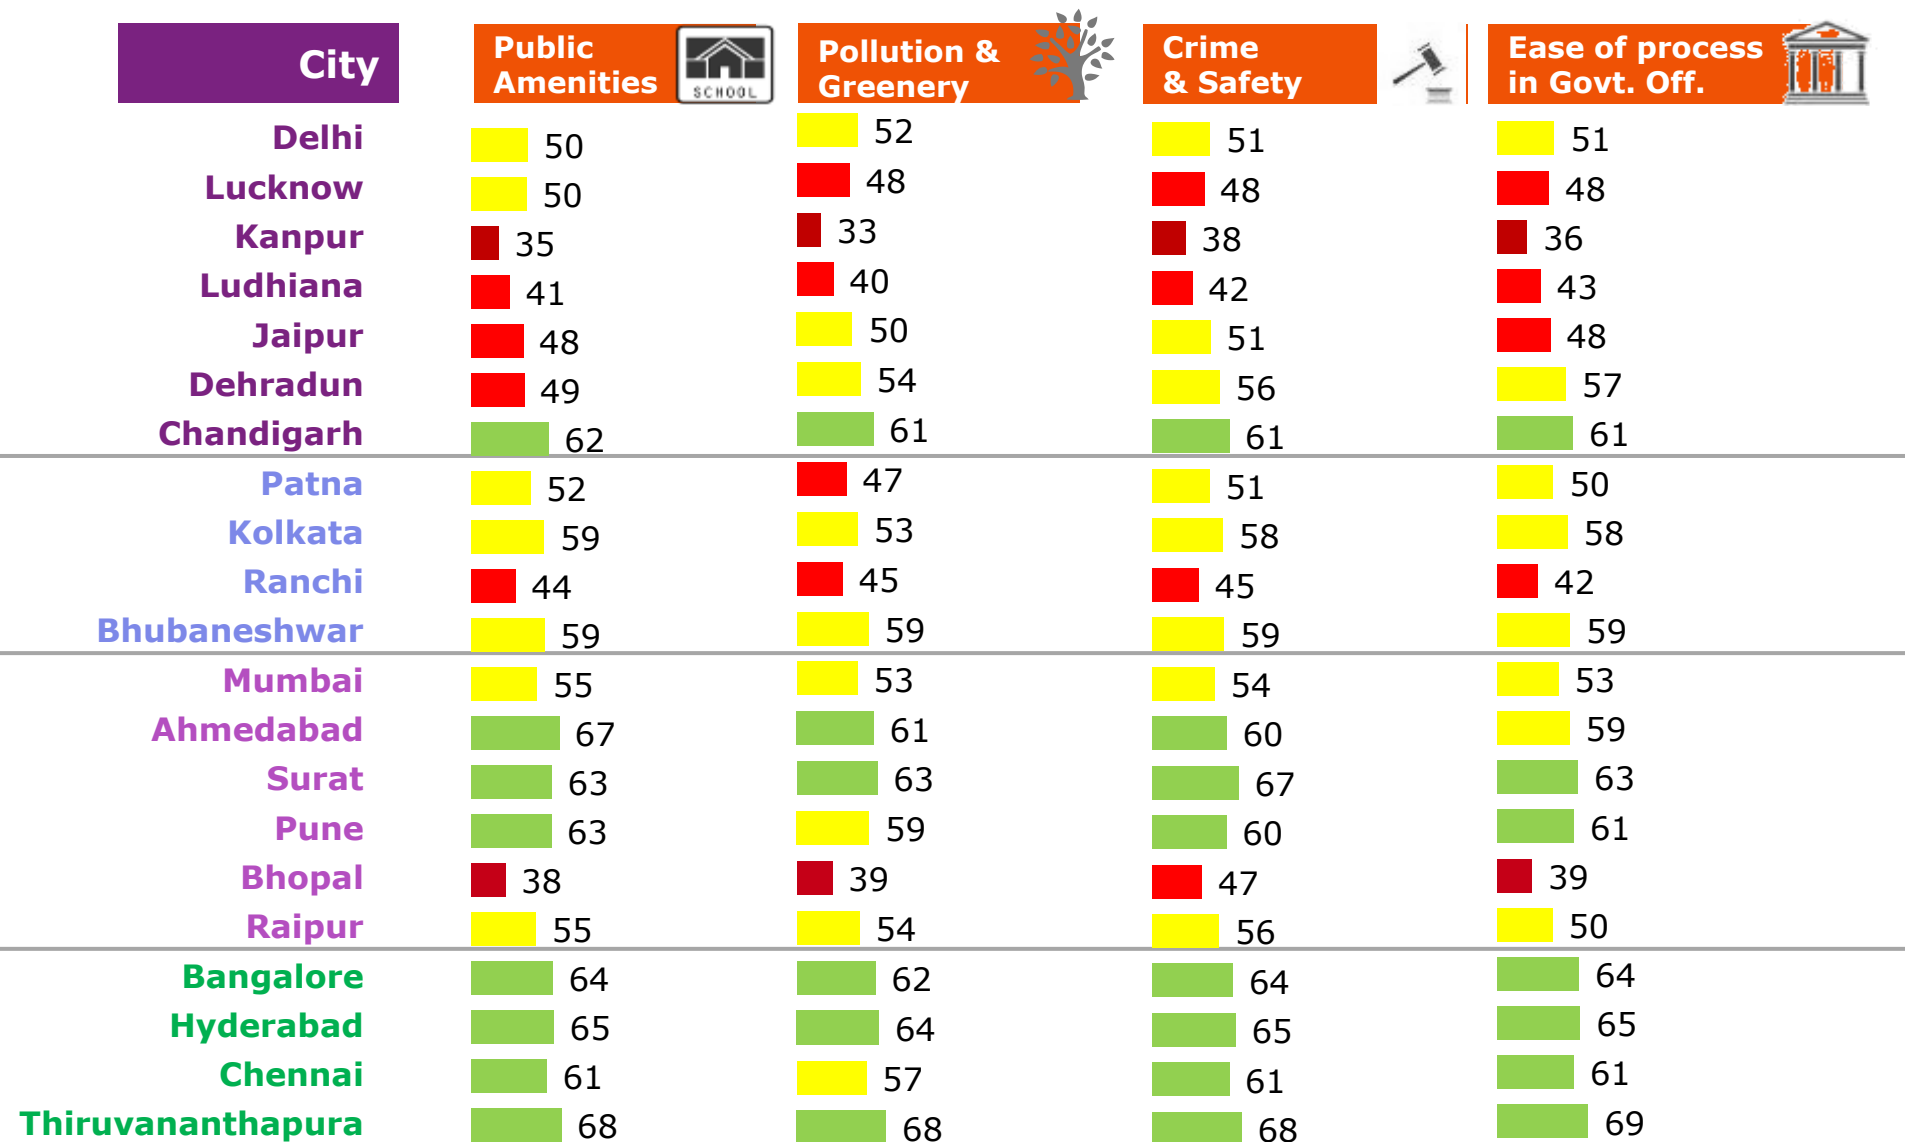 City
Public
Amenities
SCHOOL
Pollution &
Greenery
Crime
& Safety
Ease of process
in Govt. Off.
Delhi 50 52 51 51
Lucknow 50 48 48 48
Kanpur 35 33 38 36
Ludhiana 41 40 42 43
Jaipur 48 50 51 48
Dehradun 49 54 56 57
Chandigarh 62 61 61 61
Patna 52 47 51 50
Kolkata 59 53 58 58
Ranchi 44 45 45 42
Bhubaneshwar 59 59 59 59
Mumbai 55 53 54 53
Ahmedabad 67 61 60 59
Surat 63 63 67 63
Pune 63 59 60 61
Bhopal 38 39 47 39
Raipur 55 54 56 50
Bangalore 64 62 64 64
Hyderabad 65 64 65 65
Chennai 61 57 61 61
Thiruvananthapura 68 68 68 69